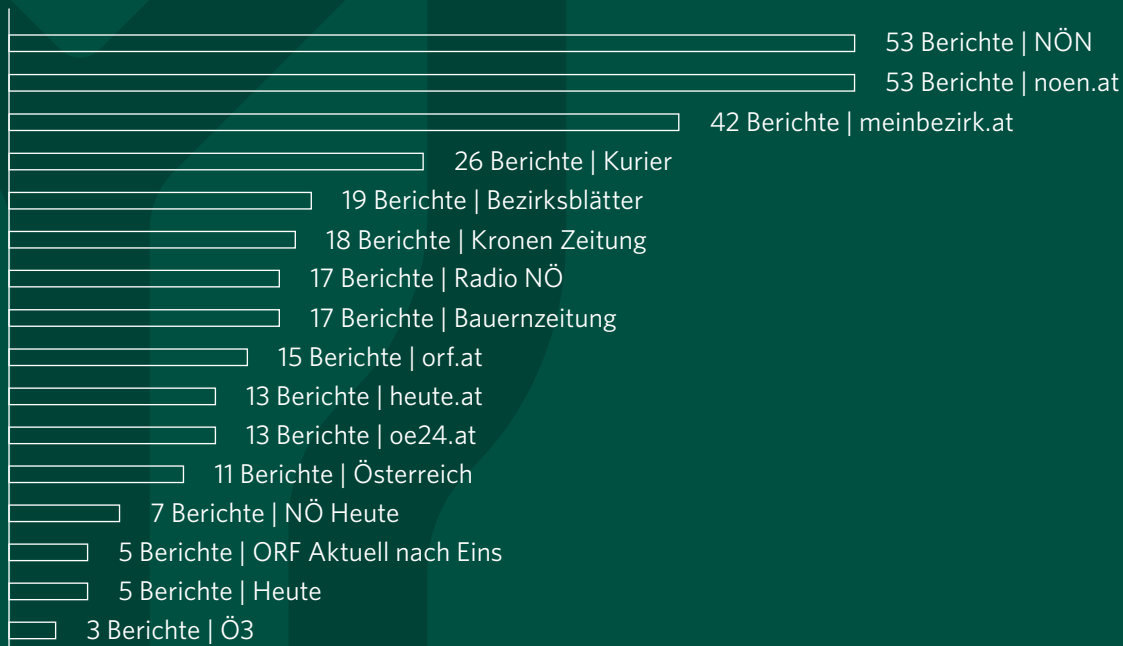 53 Berichte | NÖN
53 Berichte | noen.at
42 Berichte | meinbezirk.at
26 Berichte | Kurier
19 Berichte | Bezirksblätter
18 Berichte | Kronen Zeitung
17 Berichte | Radio NÖ
17 Berichte | Bauernzeitung
15 Berichte | orf.at
13 Berichte | heute.at
13 Berichte | oe24.at
11 Berichte | Österreich
7 Berichte | NÖ Heute
5 Berichte | ORF Aktuell nach Eins
5 Berichte | Heute
3 Berichte | Ö3